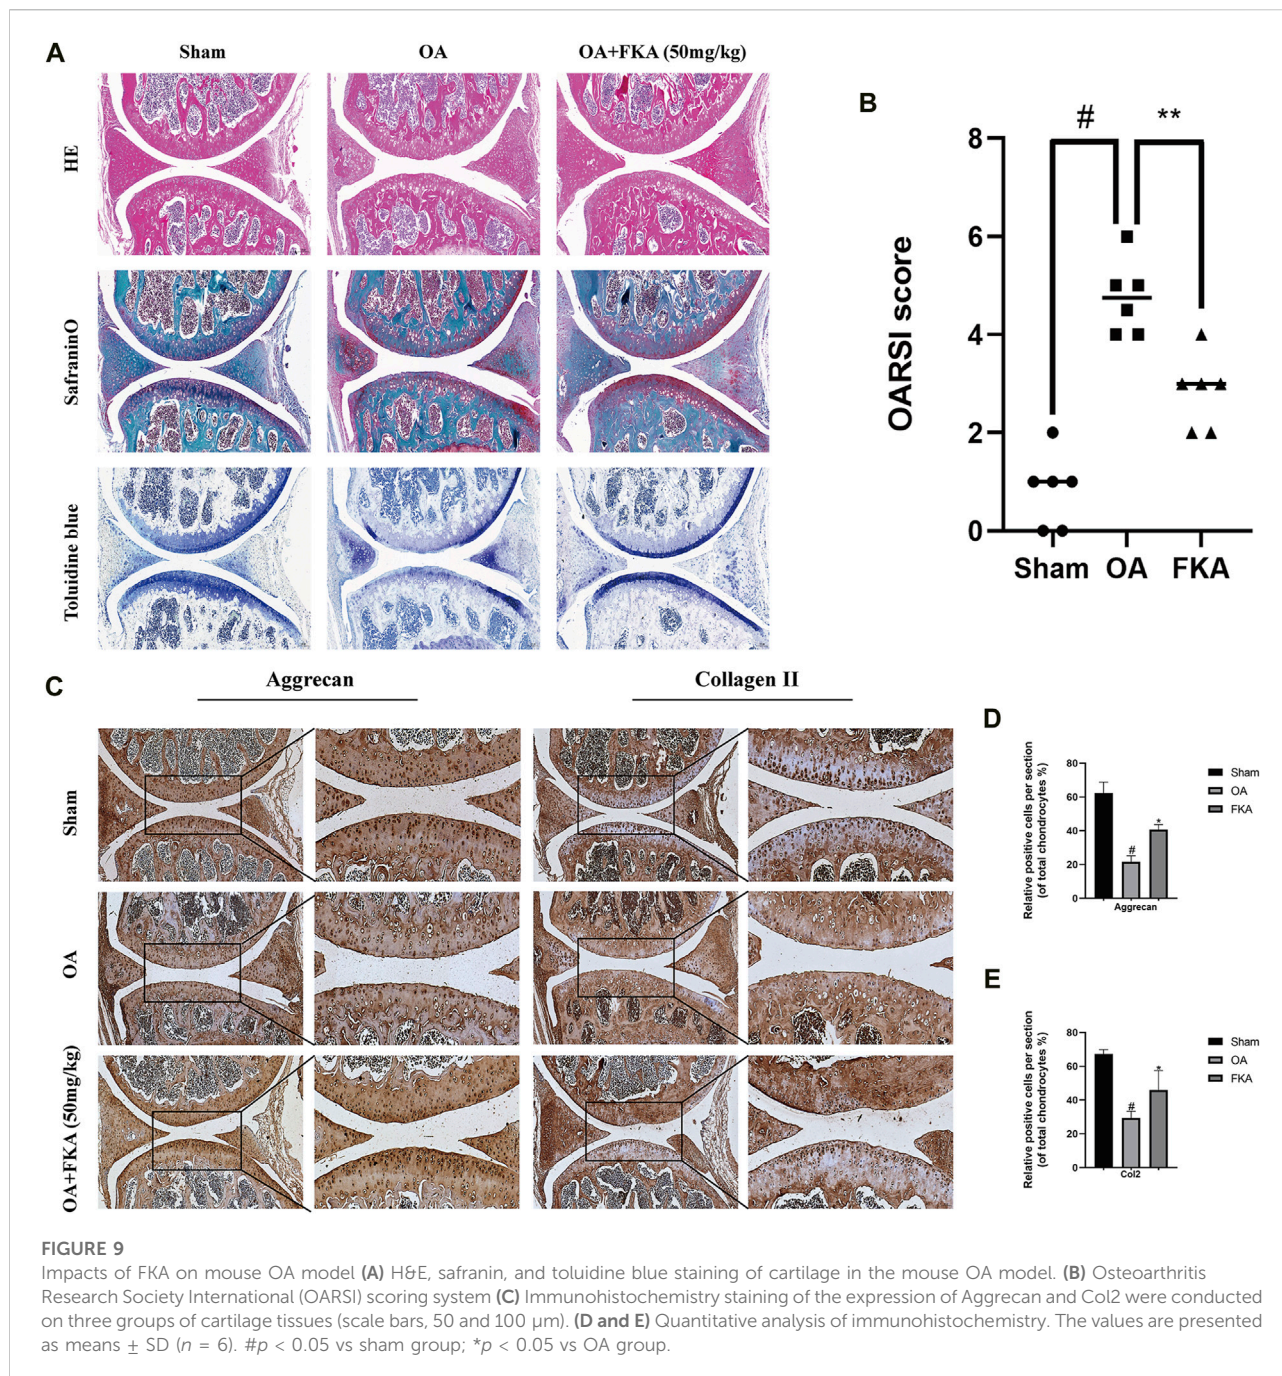 A
Sham
OA
OA+FKA (50mg/kg)
HE
SafraninO
Toluidine blue
B
OARSI score
8
6
4
2
0
#
**
Sham
OA
FKA
C
Aggrecan
Collagen II
Sham
OA
OA+FKA (50mg/kg)
D
Relative positive cells per section
(of total chondrocytes %)
80
60
40
20
0
#
*
Aggrecan
Sham
OA
FKA
E
Relative positive cells per section
(of total chondrocytes %)
80
60
40
20
0
#
*
Col2
Sham
OA
FKA
FIGURE 9
Impacts of FKA on mouse OA model (A) H&E, safranin, and toluidine blue staining of cartilage in the mouse OA model. (B) Osteoarthritis
Research Society International (OARSI) scoring system (C) Immunohistochemistry staining of the expression of Aggrecan and Col2 were conducted
on three groups of cartilage tissues (scale bars, 50 and 100 μm). (D and E) Quantitative analysis of immunohistochemistry. The values are presented
as means ± SD (n = 6). #p < 0.05 vs sham group; *p < 0.05 vs OA group.